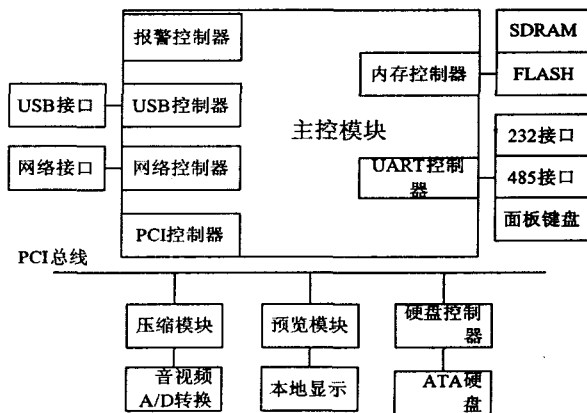 报警控制器
SDRAM
内存控制器
FLASH
USB接口
USB控制器
主控模块
232接口
网络接口
网络控制器
UART控制
器
485接口
面板键盘
PCI控制器
PCI总线
压缩模块
预览模块
硬盘控制
器
音视频
A/D转换
本地显示
ATA硬
盘